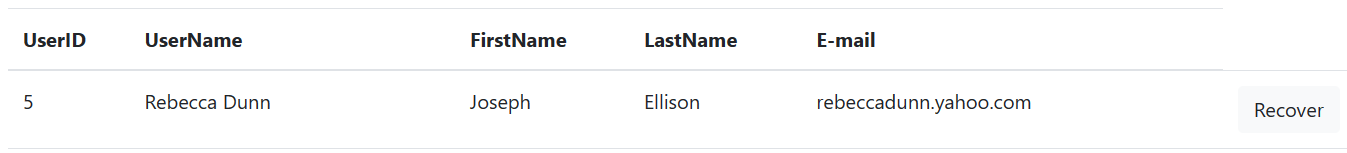 UserID UserName FirstName LastName E-mail
5 Rebecca Dunn Joseph Ellison rebeccadunn.yahoo.com Recover